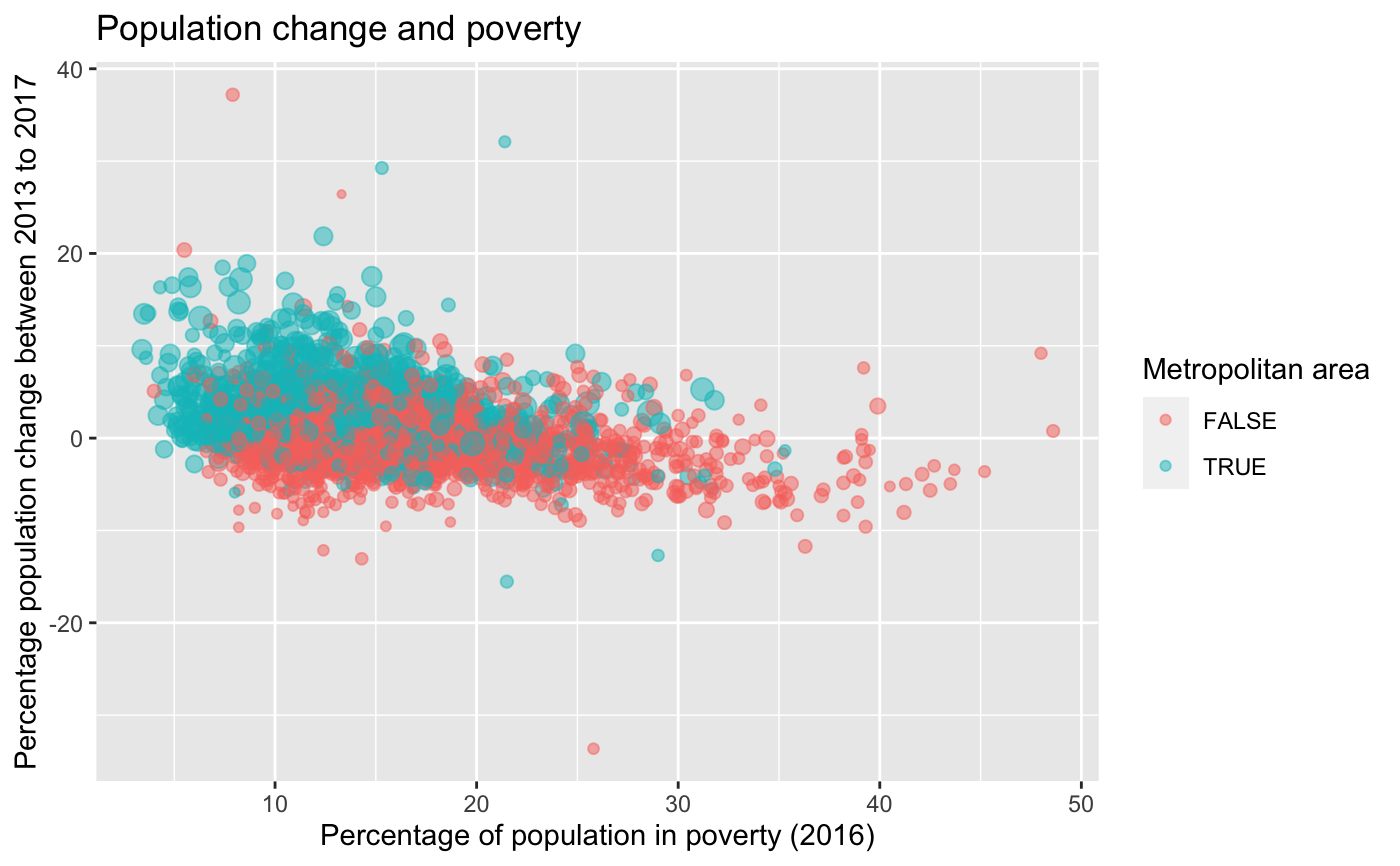 Population change and poverty
Percentage population change between 2013 to 2017
40
20
0
-20
10
20
30
40
50
Percentage of population in poverty (2016)
Metropolitan area
FALSE
TRUE